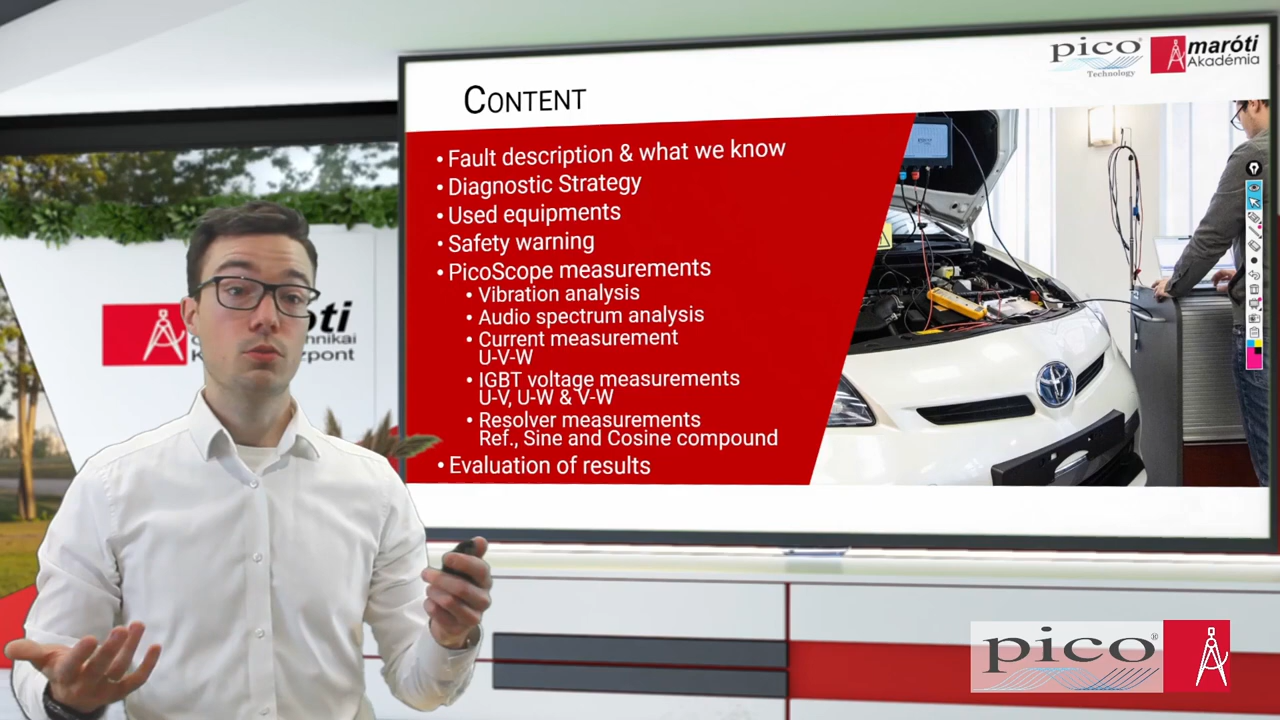 pico
Technology
maróti
Akadémia
CONTENT
• Fault description & what we know
• Diagnostic Strategy
• Used equipments
• Safety warning
• PicoScope measurements
• Vibration analysis
• Audio spectrum analysis
• Current measurement
U-V-W
• IGBT voltage measurements
U-V, U-W & V-W
• Resolver measurements
Ref., Sine and Cosine compound
• Evaluation of results
pico®